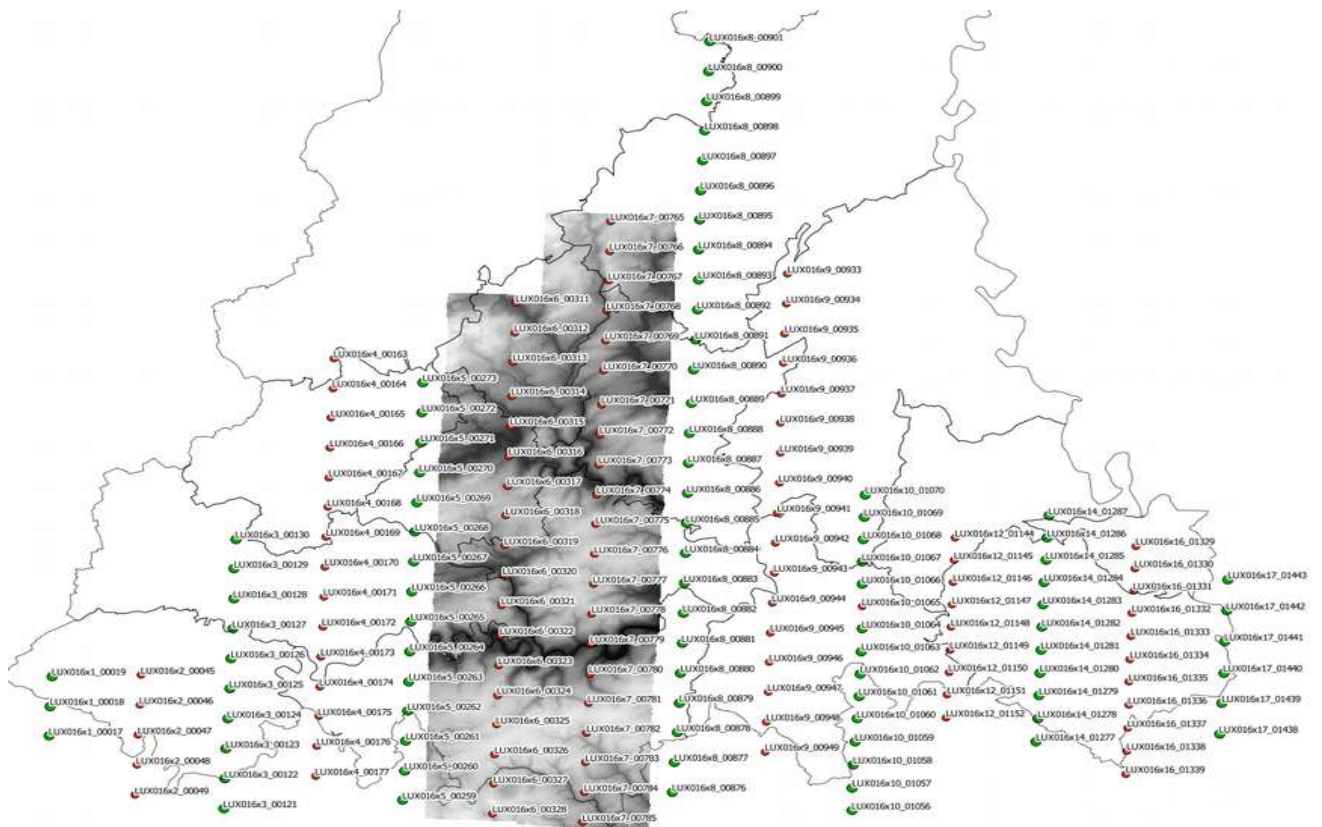 LUX016x1_00019
LUX016x1_00018
LUX016x1_00017
LUX016x2_00045
LUX016x2_00046
LUX016x2_00047
LUX016x2_00048
LUX016x2_00049
LUX016x3_00130
LUX016x3_00129
LUX016x3_00128
LUX016x3_00127
LUX016x3_00126
LUX016x3_00125
LUX016x3_00124
LUX016x3_00123
LUX016x3_00122
LUX016x3_00121
LUX016x4_00163
LUX016x4_00164
LUX016x4_00165
LUX016x4_00166
LUX016x4_00167
LUX016x4_00168
LUX016x4_00169
LUX016x4_00170
LUX016x4_00171
LUX016x4_00172
LUX016x4_00173
LUX016x4_00174
LUX016x4_00175
LUX016x4_00176
LUX016x4_00177
LUX016x5_00273
LUX016x5_00272
LUX016x5_00271
LUX016x5_00270
LUX016x5_00269
LUX016x5_00268
LUX016x5_00267
LUX016x5_00266
LUX016x5_00265
LUX016x5_00264
LUX016x5_00263
LUX016x5_00262
LUX016x5_00261
LUX016x5_00260
LUX016x5_00259
LUX016x6_00311
LUX016x6_00312
LUX016x6_00313
LUX016x6_00314
LUX016x6_00315
LUX016x6_00316
LUX016x6_00317
LUX016x6_00318
LUX016x6_00319
LUX016x6_00320
LUX016x6_00321
LUX016x6_00322
LUX016x6_00323
LUX016x6_00324
LUX016x6_00325
LUX016x6_00326
LUX016x6_00327
LUX016x6_00328
LUX016x7_00765
LUX016x7_00766
LUX016x7_00767
LUX016x7_00768
LUX016x7_00769
LUX016x7_00770
LUX016x7_00771
LUX016x7_00772
LUX016x7_00773
LUX016x7_00774
LUX016x7_00775
LUX016x7_00776
LUX016x7_00777
LUX016x7_00778
LUX016x7_00779
LUX016x7_00780
LUX016x7_00781
LUX016x7_00782
LUX016x7_00783
LUX016x7_00784
LUX016x7_00785
LUX016x8_00901
LUX016x8_00900
LUX016x8_00899
LUX016x8_00898
LUX016x8_00897
LUX016x8_00896
LUX016x8_00895
LUX016x8_00894
LUX016x8_00893
LUX016x8_00892
LUX016x8_00891
LUX016x8_00890
LUX016x8_00889
LUX016x8_00888
LUX016x8_00887
LUX016x8_00886
LUX016x8_00885
LUX016x8_00884
LUX016x8_00883
LUX016x8_00882
LUX016x8_00881
LUX016x8_00880
LUX016x8_00879
LUX016x8_00878
LUX016x8_00877
LUX016x8_00876
LUX016x9_00933
LUX016x9_00934
LUX016x9_00935
LUX016x9_00936
LUX016x9_00937
LUX016x9_00938
LUX016x9_00939
LUX016x9_00940
LUX016x9_00941
LUX016x9_00942
LUX016x9_00943
LUX016x9_00944
LUX016x9_00945
LUX016x9_00946
LUX016x9_00947
LUX016x9_00948
LUX016x9_00949
LUX016x10_01070
LUX016x10_01069
LUX016x10_01068
LUX016x10_01067
LUX016x10_01066
LUX016x10_01065
LUX016x10_01064
LUX016x10_01063
LUX016x10_01062
LUX016x10_01061
LUX016x10_01060
LUX016x10_01059
LUX016x10_01058
LUX016x10_01057
LUX016x10_01056
LUX016x12_01144
LUX016x12_01145
LUX016x12_01146
LUX016x12_01147
LUX016x12_01148
LUX016x12_01149
LUX016x12_01150
LUX016x12_01151
LUX016x12_01152
LUX016x14_01287
LUX016x14_01286
LUX016x14_01285
LUX016x14_01284
LUX016x14_01283
LUX016x14_01282
LUX016x14_01281
LUX016x14_01280
LUX016x14_01279
LUX016x14_01278
LUX016x14_01277
LUX016x16_01329
LUX016x16_01330
LUX016x16_01331
LUX016x16_01332
LUX016x16_01333
LUX016x16_01334
LUX016x16_01335
LUX016x16_01336
LUX016x16_01337
LUX016x16_01338
LUX016x16_01339
LUX016x17_01443
LUX016x17_01442
LUX016x17_01441
LUX016x17_01440
LUX016x17_01439
LUX016x17_01438